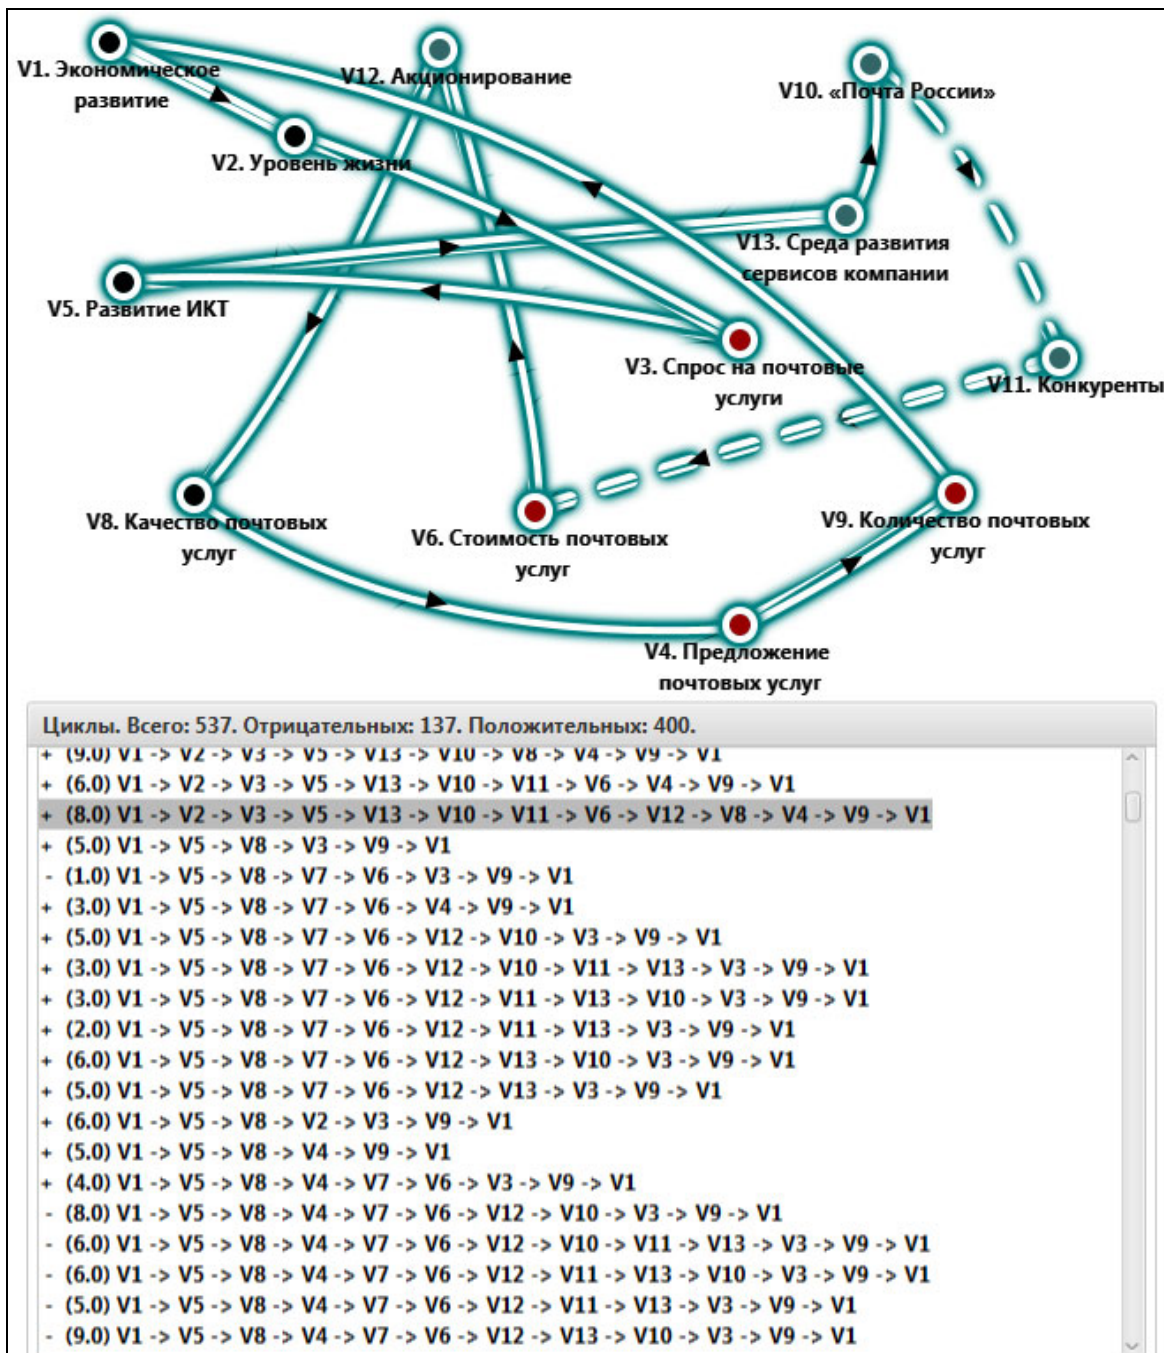 V1. Экономическое
развитие
V12. Акционирование
V10. «Почта России»
V2. Уровень жизни
V13. Среда развития
сервисов компании
V5. Развитие ИКТ
V3. Спрос на почтовые
услуги
V11. Конкуренты
V8. Качество почтовых
услуг
V6. Стоимость почтовых
услуг
V9. Количество почтовых
услуг
V4. Предложение
почтовых услуг
Циклы. Всего: 537. Отрицательных: 137. Положительных: 400.
+ (9.0) V1 -> V2 -> V3 -> V5 -> V13 -> V10 -> V8 -> V4 -> V9 -> V1
+ (6.0) V1 -> V2 -> V3 -> V5 -> V13 -> V10 -> V11 -> V6 -> V4 -> V9 -> V1
+ (8.0) V1 -> V2 -> V3 -> V5 -> V13 -> V10 -> V11 -> V6 -> V12 -> V8 -> V4 -> V9 -> V1
+ (5.0) V1 -> V5 -> V8 -> V3 -> V9 -> V1
- (1.0) V1 -> V5 -> V8 -> V7 -> V6 -> V3 -> V9 -> V1
+ (3.0) V1 -> V5 -> V8 -> V7 -> V6 -> V4 -> V9 -> V1
+ (5.0) V1 -> V5 -> V8 -> V7 -> V6 -> V12 -> V10 -> V3 -> V9 -> V1
+ (3.0) V1 -> V5 -> V8 -> V7 -> V6 -> V12 -> V10 -> V11 -> V13 -> V3 -> V9 -> V1
+ (3.0) V1 -> V5 -> V8 -> V7 -> V6 -> V12 -> V11 -> V13 -> V10 -> V3 -> V9 -> V1
+ (2.0) V1 -> V5 -> V8 -> V7 -> V6 -> V12 -> V11 -> V13 -> V3 -> V9 -> V1
+ (6.0) V1 -> V5 -> V8 -> V7 -> V6 -> V12 -> V13 -> V10 -> V3 -> V9 -> V1
+ (5.0) V1 -> V5 -> V8 -> V7 -> V6 -> V12 -> V13 -> V3 -> V9 -> V1
+ (6.0) V1 -> V5 -> V8 -> V2 -> V3 -> V9 -> V1
+ (5.0) V1 -> V5 -> V8 -> V4 -> V9 -> V1
+ (4.0) V1 -> V5 -> V8 -> V4 -> V7 -> V6 -> V3 -> V9 -> V1
- (8.0) V1 -> V5 -> V8 -> V4 -> V7 -> V6 -> V12 -> V10 -> V3 -> V9 -> V1
- (6.0) V1 -> V5 -> V8 -> V4 -> V7 -> V6 -> V12 -> V10 -> V11 -> V13 -> V3 -> V9 -> V1
- (6.0) V1 -> V5 -> V8 -> V4 -> V7 -> V6 -> V12 -> V11 -> V13 -> V10 -> V3 -> V9 -> V1
- (5.0) V1 -> V5 -> V8 -> V4 -> V7 -> V6 -> V12 -> V11 -> V13 -> V3 -> V9 -> V1
- (9.0) V1 -> V5 -> V8 -> V4 -> V7 -> V6 -> V12 -> V13 -> V10 -> V3 -> V9 -> V1